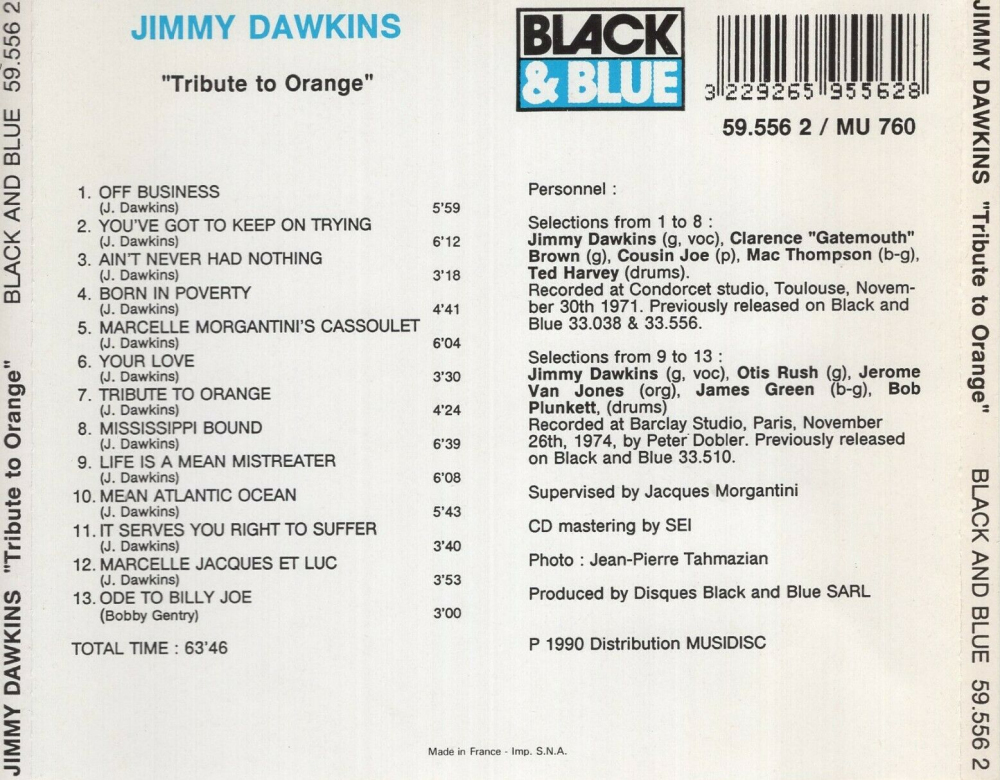 JIMMY DAWKINS "Tribute to Orange" BLACK AND BLUE 59.556 2
JIMMY DAWKINS
"Tribute to Orange"
BLACK
& BLUE
3 229265 955628
59.556 2 / MU 760
1. OFF BUSINESS
(J. Dawkins) 5'59
2. YOU'VE GOT TO KEEP ON TRYING
(J. Dawkins) 6'12
3. AIN'T NEVER HAD NOTHING
(J. Dawkins) 3'18
4. BORN IN POVERTY
(J. Dawkins) 4'41
5. MARCELLE MORGANTINI'S CASSOULET
(J. Dawkins) 6'04
6. YOUR LOVE
(J. Dawkins) 3'30
7. TRIBUTE TO ORANGE
(J. Dawkins) 4'24
8. MISSISSIPPI BOUND
(J. Dawkins) 6'39
9. LIFE IS A MEAN MISTREATER
(J. Dawkins) 6'08
10. MEAN ATLANTIC OCEAN
(J. Dawkins) 5'43
11. IT SERVES YOU RIGHT TO SUFFER
(J. Dawkins) 3'40
12. MARCELLE JACQUES ET LUC
(J. Dawkins) 3'53
13. ODE TO BILLY JOE
(Bobby Gentry) 3'00
TOTAL TIME : 63'46
Personnel :
Selections from 1 to 8 :
Jimmy Dawkins (g, voc), Clarence "Gatemouth"
Brown (g), Cousin Joe (p), Mac Thompson (b-g),
Ted Harvey (drums).
Recorded at Condorcet studio, Toulouse, Novem-
ber 30th 1971. Previously released on Black and
Blue 33.038 & 33.556.
Selections from 9 to 13 :
Jimmy Dawkins (g, voc), Otis Rush (g), Jerome
Van Jones (org), James Green (b-g), Bob
Plunkett, (drums)
Recorded at Barclay Studio, Paris, November
26th, 1974, by Peter Dobler. Previously released
on Black and Blue 33.510.
Supervised by Jacques Morgantini
CD mastering by SEI
Photo : Jean-Pierre Tahmazian
Produced by Disques Black and Blue SARL
P 1990 Distribution MUSIDISC
Made in France - Imp. S.N.A.
JIMMY DAWKINS "Tribute to Orange" BLACK AND BLUE 59.556 2